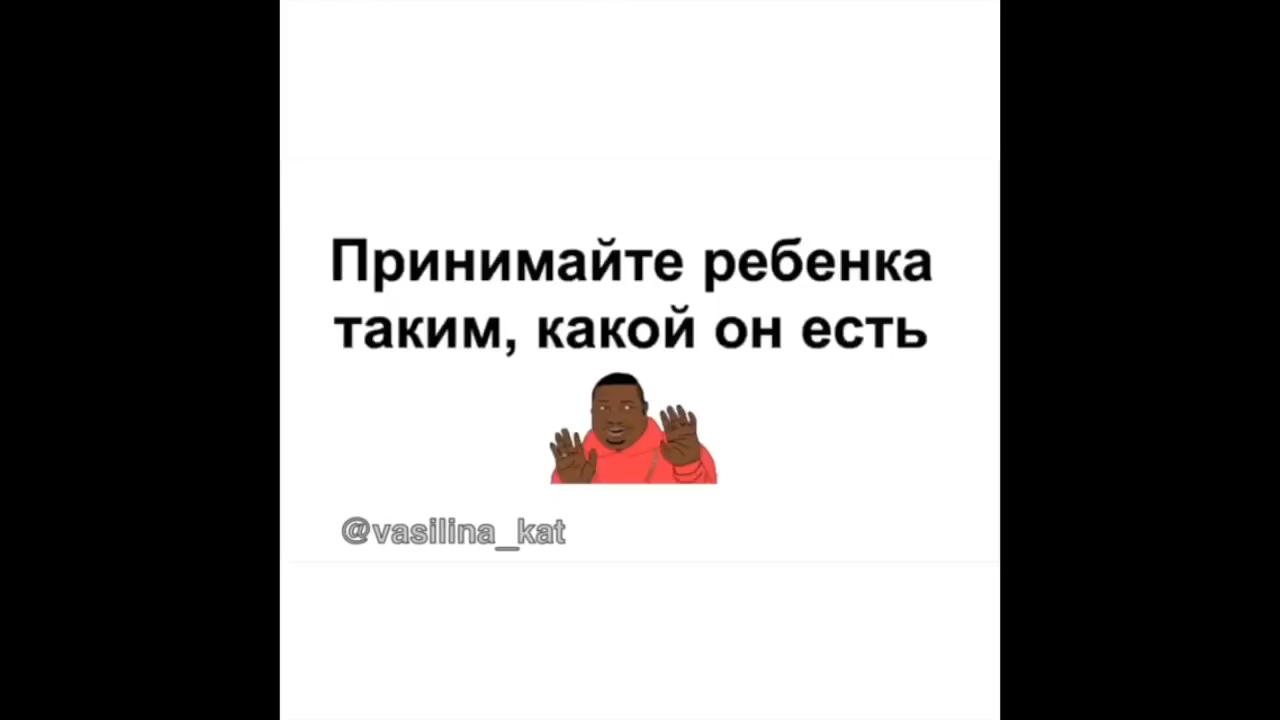 Принимайте ребенка
таким, какой он есть
@vasilina_kat